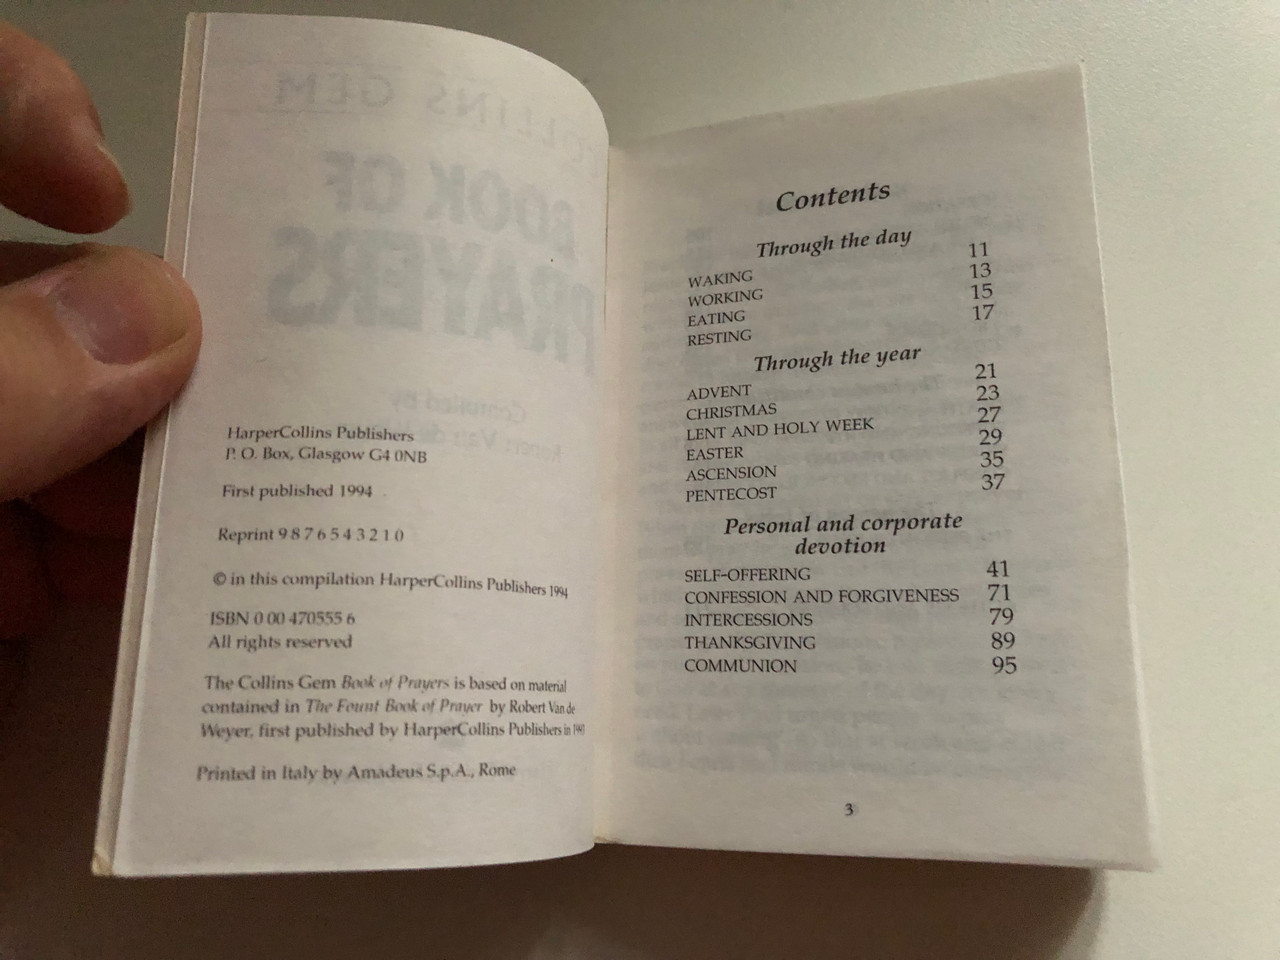 HarperCollins Publishers
P. O. Box, Glasgow G4 0NB
First published 1994
Reprint 9 8 7 6 5 4 3 2 1 0
© in this compilation HarperCollins Publishers 1994
ISBN 0 00 470555 6
All rights reserved
The Collins Gem Book of Prayers is based on material
contained in The Fount Book of Prayer by Robert Van de
Weyer, first published by HarperCollins Publishers in
Printed in Italy by Amadeus S.p.A., Rome
Contents
Through the day
WAKING 11
WORKING 13
EATING 15
RESTING 17
Through the year
ADVENT 21
CHRISTMAS 23
LENT AND HOLY WEEK 27
EASTER 29
ASCENSION 35
PENTECOST 37
Personal and corporate
devotion
SELF-OFFERING 41
CONFESSION AND FORGIVENESS 71
INTERCESSIONS 79
THANKSGIVING 89
COMMUNION 95
3